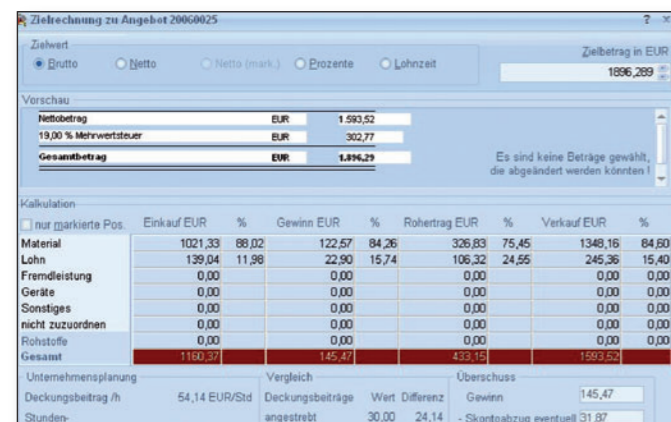 Zielrechnung zu Angebot 20060025 ? ×
Zielwert
Brutto Netto Netto (mark.) Prozente Lohnzeit
Zielbetrag in EUR
1896,289
Vorschau
Nettobetrag EUR 1.593,52
19,00 % Mehrwertsteuer EUR 302,77
Gesamtbetrag EUR 1.896,29
Es sind keine Beträge gewählt,
die abgeändert werden könnten !
Kalkulation
nur markierte Pos. Einkauf EUR % Gewinn EUR % Rohertrag EUR % Verkauf EUR %
Material 1021,33 88,02 122,57 84,26 326,83 75,45 1348,16 84,60
Lohn 139,04 11,98 22,90 15,74 106,32 24,55 245,36 15,40
Fremdleistung 0,00 0,00 0,00 0,00
Geräte 0,00 0,00 0,00 0,00
Sonstiges 0,00 0,00 0,00 0,00
nicht zuzuordnen 0,00 0,00 0,00 0,00
Rohstoffe 0,00 0,00 0,00 0,00
Gesamt 1160,37 145,47 433,15 1593,52
Unternehmensplanung Vergleich Überschuss
Deckungsbeitrag /h 54,14 EUR/Std Deckungsbeiträge Wert Differenz Gewinn 145,47
Stunden- angestrebt 30,00 24,14 - Skontoabzug eventuell 31,87